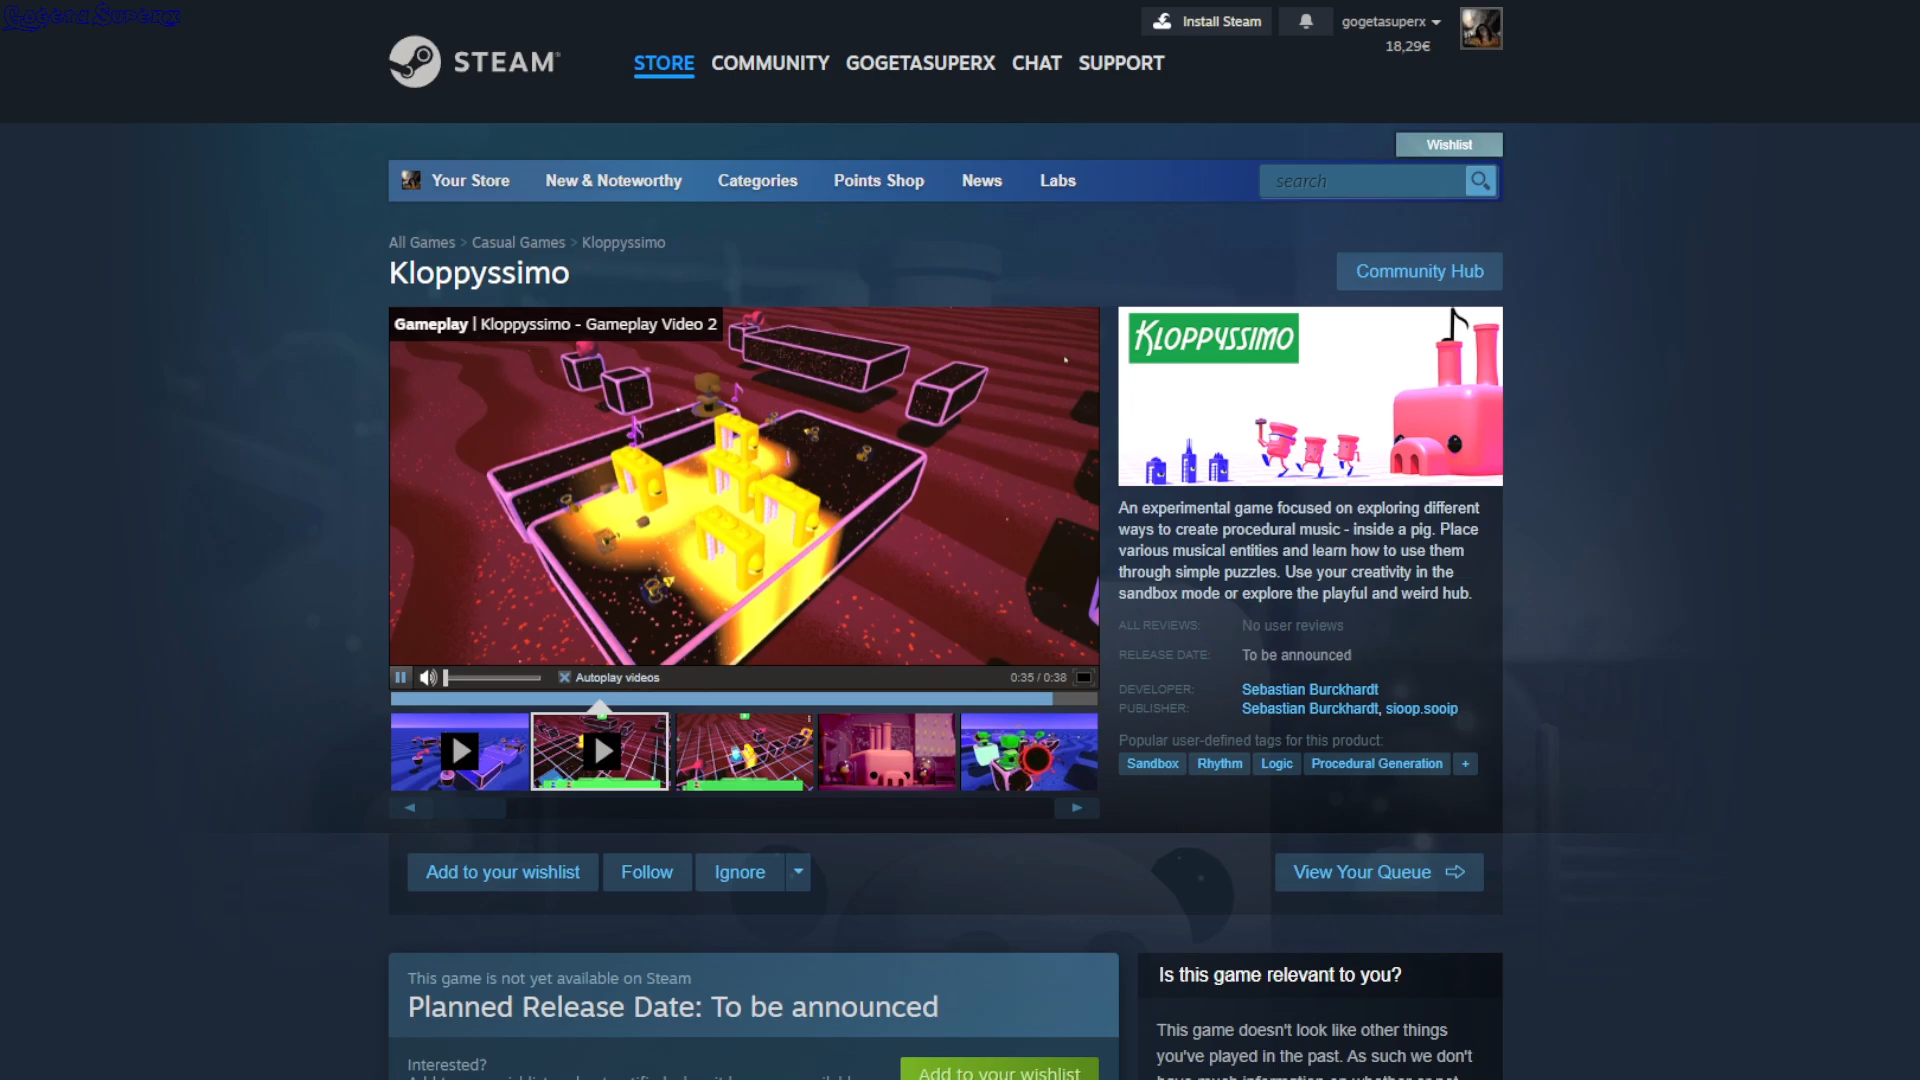 Gogeta Superx
Install Steam
gogetasuperx
18,29€
STEAM®
STORE COMMUNITY GOGETASUPERX CHAT SUPPORT
Wishlist
Your Store New & Noteworthy Categories Points Shop News Labs search
All Games > Casual Games > Kloppyssimo
Kloppyssimo
Community Hub
Gameplay | Kloppyssimo - Gameplay Video 2
KLOPPYSSIMO
An experimental game focused on exploring different
ways to create procedural music - inside a pig. Place
various musical entities and learn how to use them
through simple puzzles. Use your creativity in the
sandbox mode or explore the playful and weird hub.
ALL REVIEWS: No user reviews
RELEASE DATE: To be announced
DEVELOPER: Sebastian Burckhardt
PUBLISHER: Sebastian Burckhardt, sioop.sooip
Popular user-defined tags for this product:
Sandbox Rhythm Logic Procedural Generation +
Autoplay videos 0:35 / 0:38
Add to your wishlist Follow Ignore View Your Queue
This game is not yet available on Steam
Planned Release Date: To be announced
Interested?
Add to your wishlist
Is this game relevant to you?
This game doesn't look like other things
you've played in the past. As such we don't